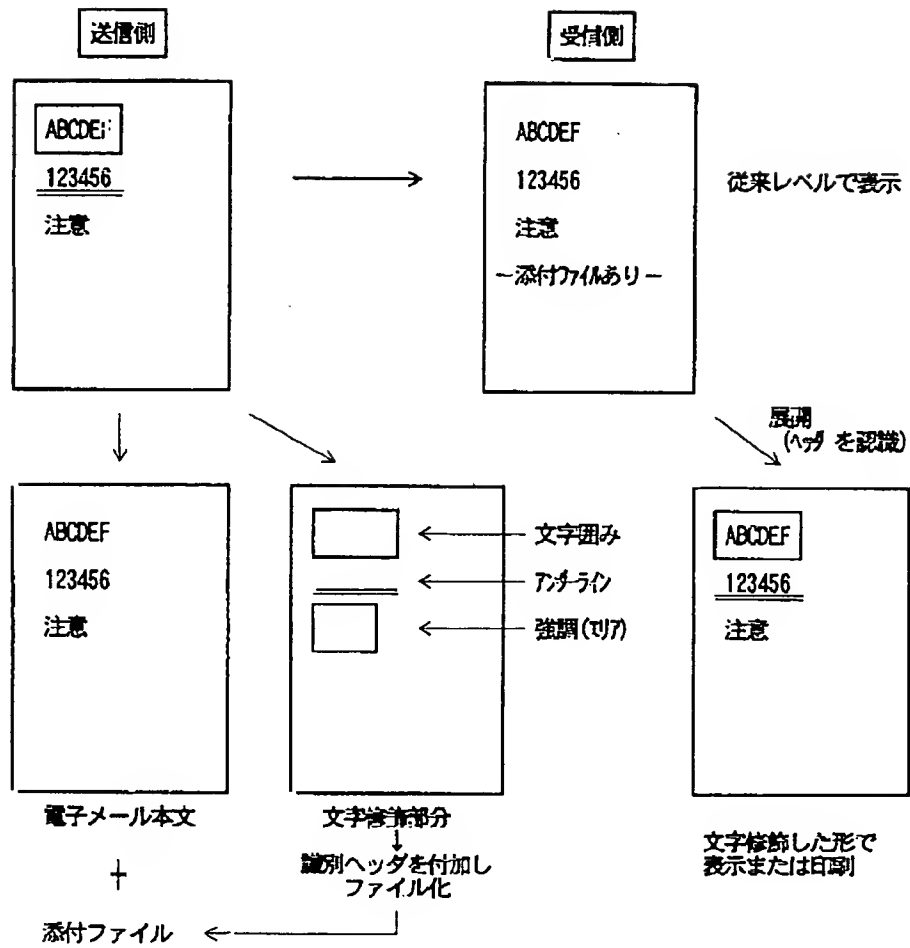 送信側
受信側
ABCDEF
123456
注意
ABCDEF
123456
注意
－添付ファイルあり－
従来レベルで表示
展開
(ヘッダ を認識)
ABCDEF
123456
注意
文字囲み
アンダーライン
強調(エリア)
ABCDEF
123456
注意
電子メール本文
文字修飾部分
文字修飾した形で
表示または印刷
＋
識別ヘッダを付加し
ファイル化
添付ファイル